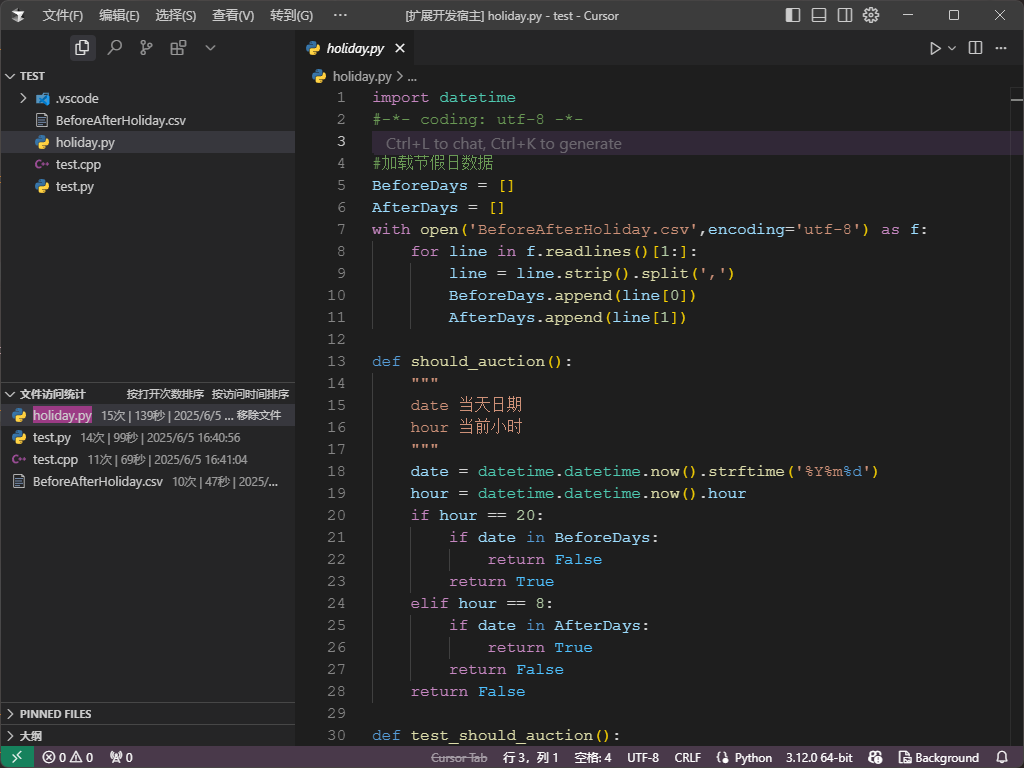 文件(F) 编辑(E) 选择(S) 查看(V) 转到(G) ··· [扩展开发宿主] holiday.py - test - Cursor
TEST
.vscode
BeforeAfterHoliday.csv
holiday.py
C++ test.cpp
test.py
文件访问统计 按打开次数排序 按访问时间排序
holiday.py 15次 | 139秒 | 2025/6/5 ... 移除文件
test.py 14次 | 99秒 | 2025/6/5 16:40:56
C++ test.cpp 11次 | 69秒 | 2025/6/5 16:41:04
BeforeAfterHoliday.csv 10次 | 47秒 | 2025/...
PINNED FILES
大纲
holiday.py
holiday.py > ...
1 import datetime
2 #-*- coding: utf-8 -*-
3 Ctrl+L to chat, Ctrl+K to generate
4 #加载节假日数据
5 BeforeDays = []
6 AfterDays = []
7 with open('BeforeAfterHoliday.csv',encoding='utf-8') as f:
8     for line in f.readlines()[1:]:
9         line = line.strip().split(',')
10         BeforeDays.append(line[0])
11         AfterDays.append(line[1])
12
13 def should_auction():
14     """
15     date 当天日期
16     hour 当前小时
17     """
18     date = datetime.datetime.now().strftime('%Y%m%d')
19     hour = datetime.datetime.now().hour
20     if hour == 20:
21         if date in BeforeDays:
22             return False
23         return True
24     elif hour == 8:
25         if date in AfterDays:
26             return True
27         return False
28     return False
29
30 def test_should_auction():
0 0 0 Cursor Tab 行 3，列 1 空格: 4 UTF-8 CRLF Python 3.12.0 64-bit Background